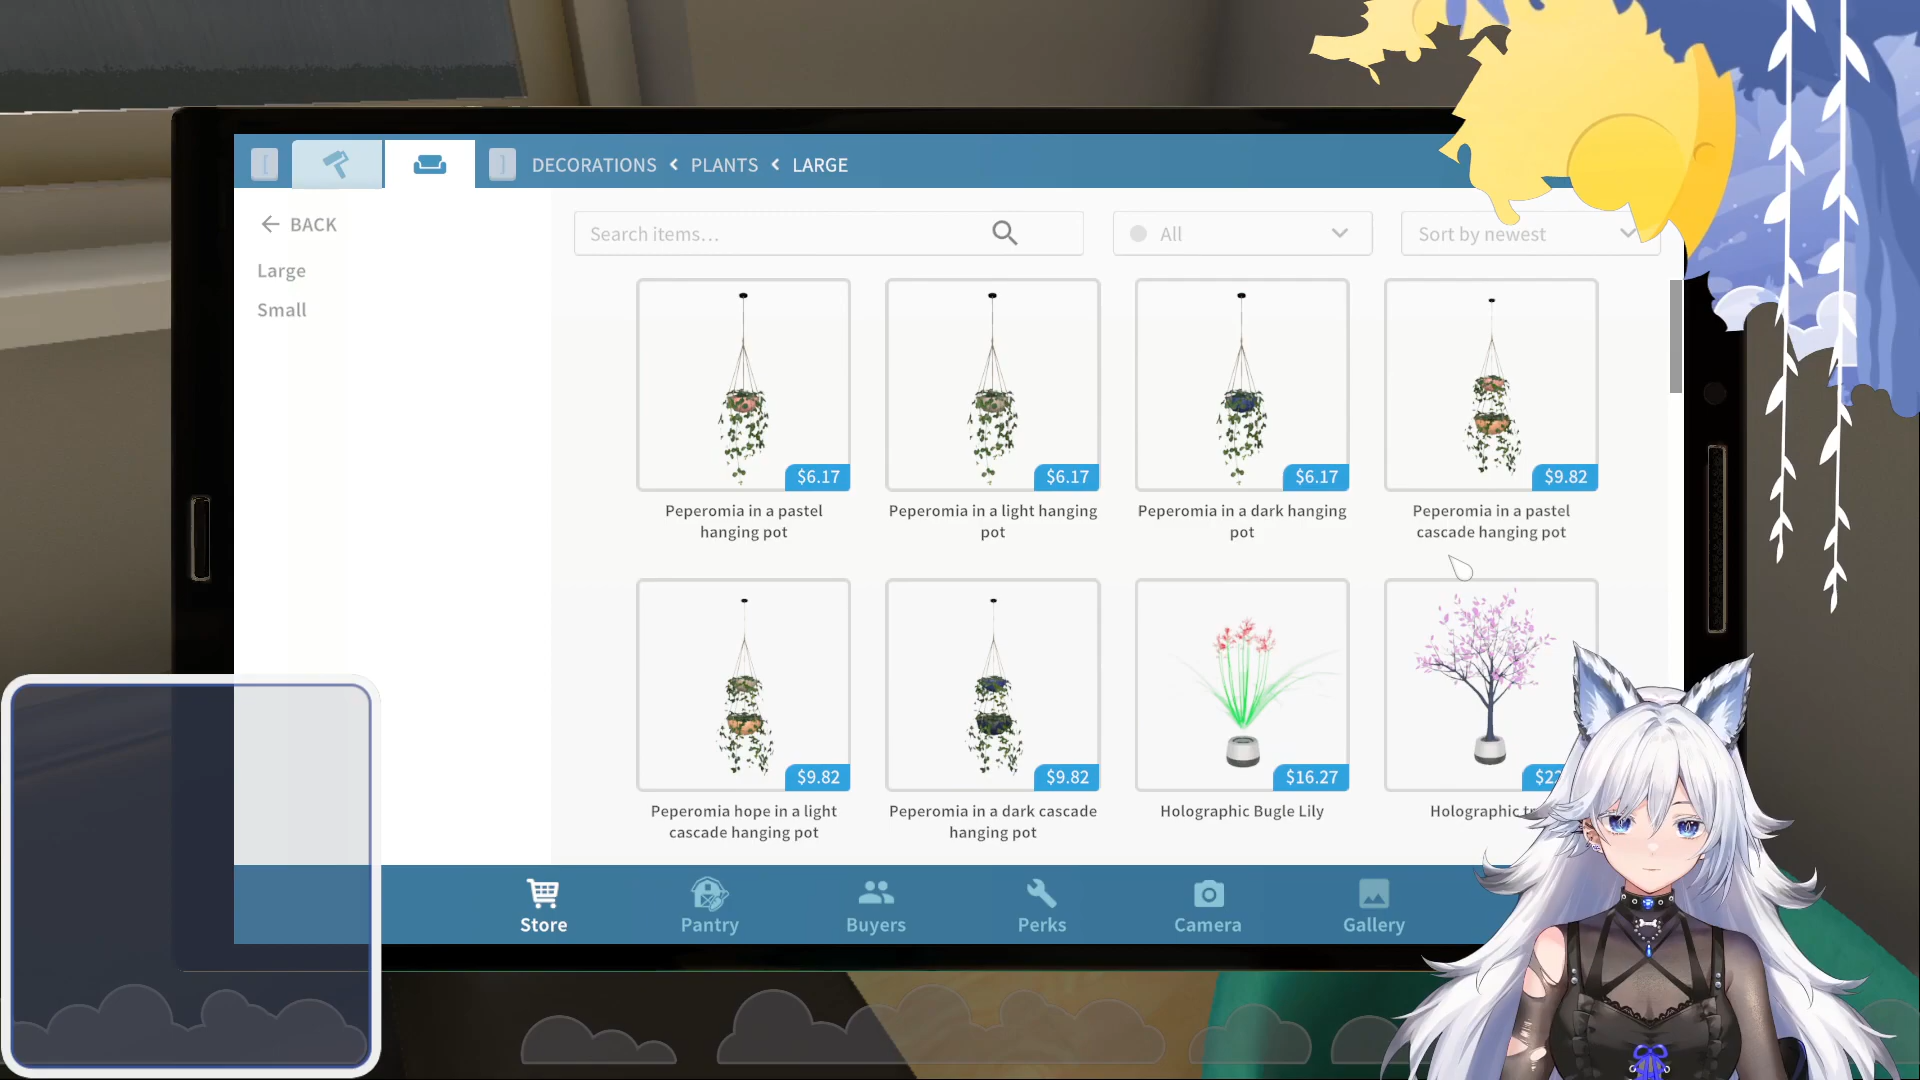 DECORATIONS < PLANTS < LARGE
BACK
Large
Small
Search items...
All
Sort by newest
$6.17
$6.17
$6.17
$9.82
Peperomia in a pastel
hanging pot
Peperomia in a light hanging
pot
Peperomia in a dark hanging
pot
Peperomia in a pastel
cascade hanging pot
$9.82
$9.82
$16.27
Peperomia hope in a light
cascade hanging pot
Peperomia in a dark cascade
hanging pot
Holographic Bugle Lily
Holographic
Store
Pantry
Buyers
Perks
Camera
Gallery